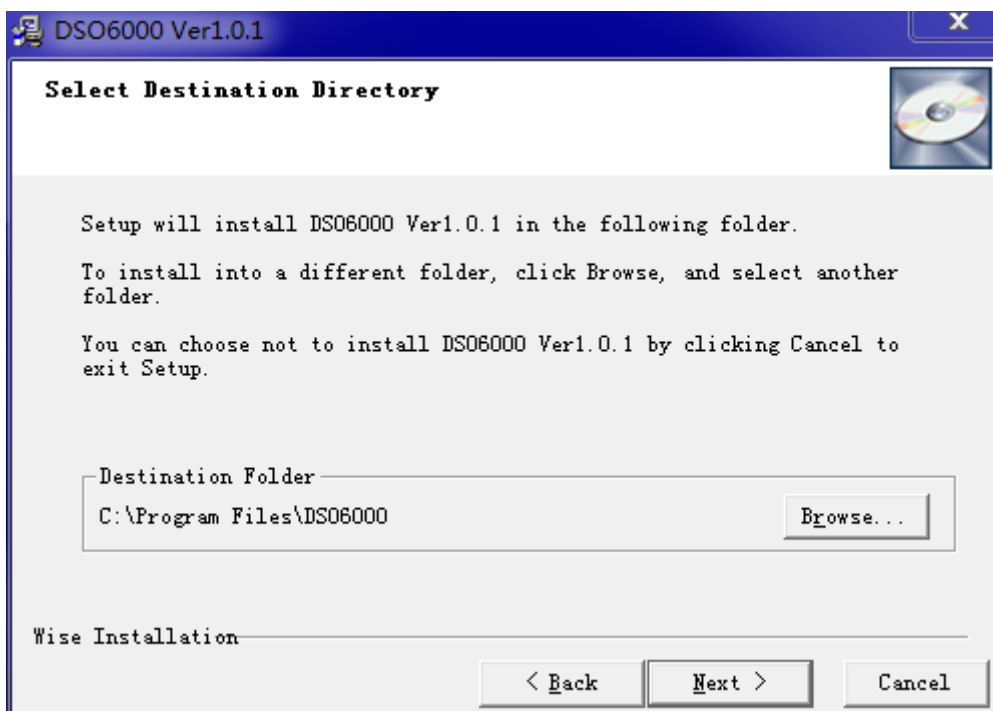 DSO6000 Ver1.0.1
X
Select Destination Directory
Setup will install DSO6000 Ver1.0.1 in the following folder.
To install into a different folder, click Browse, and select another
folder.
You can choose not to install DSO6000 Ver1.0.1 by clicking Cancel to
exit Setup.
Destination Folder
C:\Program Files\DSO6000
Browse...
Wise Installation
< Back
Next >
Cancel